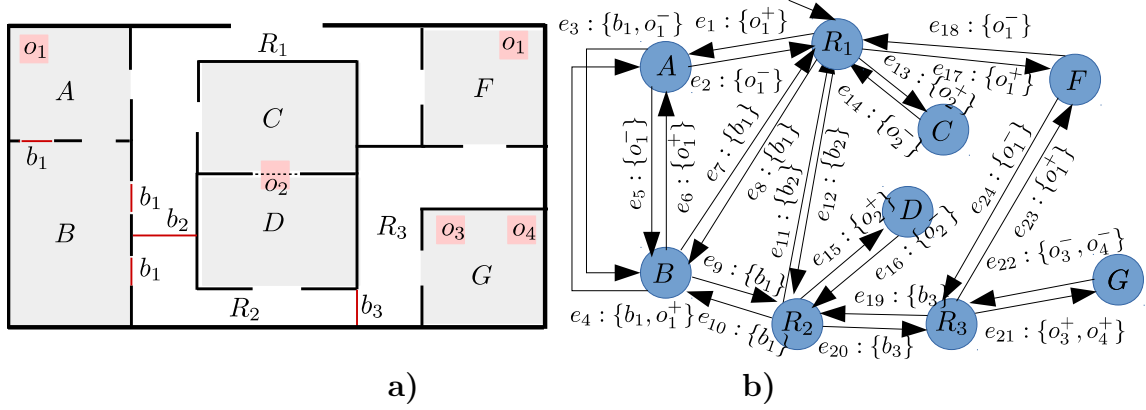 o₁
A
b₁
B
b₁
b₂
b₁
R₁
C
o₂
D
R₂
b₃
R₃
o₁
F
o₃ o₄
G
a)
e₃ : {b₁, o₁⁻}
e₁ : {o₁⁺}
R₁
e₁₈ : {o₁⁻}
A
e₂ : {o₁⁻}
e₁₃ : {o₂⁺}
e₁₇ : {o₁⁺}
F
e₁₄ : {o₂⁻}
C
e₅ : {o₁⁻}
e₆ : {o₁⁺}
e₇ : {b₁}
e₈ : {b₁}
e₁₁ : {b₂}
e₁₂ : {b₂}
e₁₅ : {o₂⁺}
D
e₁₆ : {o₂⁻}
e₂₄ : {o₁⁻}
e₂₃ : {o₁⁺}
e₂₂ : {o₃⁻, o₄⁻}
B
e₉ : {b₁}
G
e₄ : {b₁, o₁⁺}
e₁₀ : {b₁}
R₂
e₁₉ : {b₃}
R₃
e₂₀ : {b₃}
e₂₁ : {o₃⁺, o₄⁺}
b)